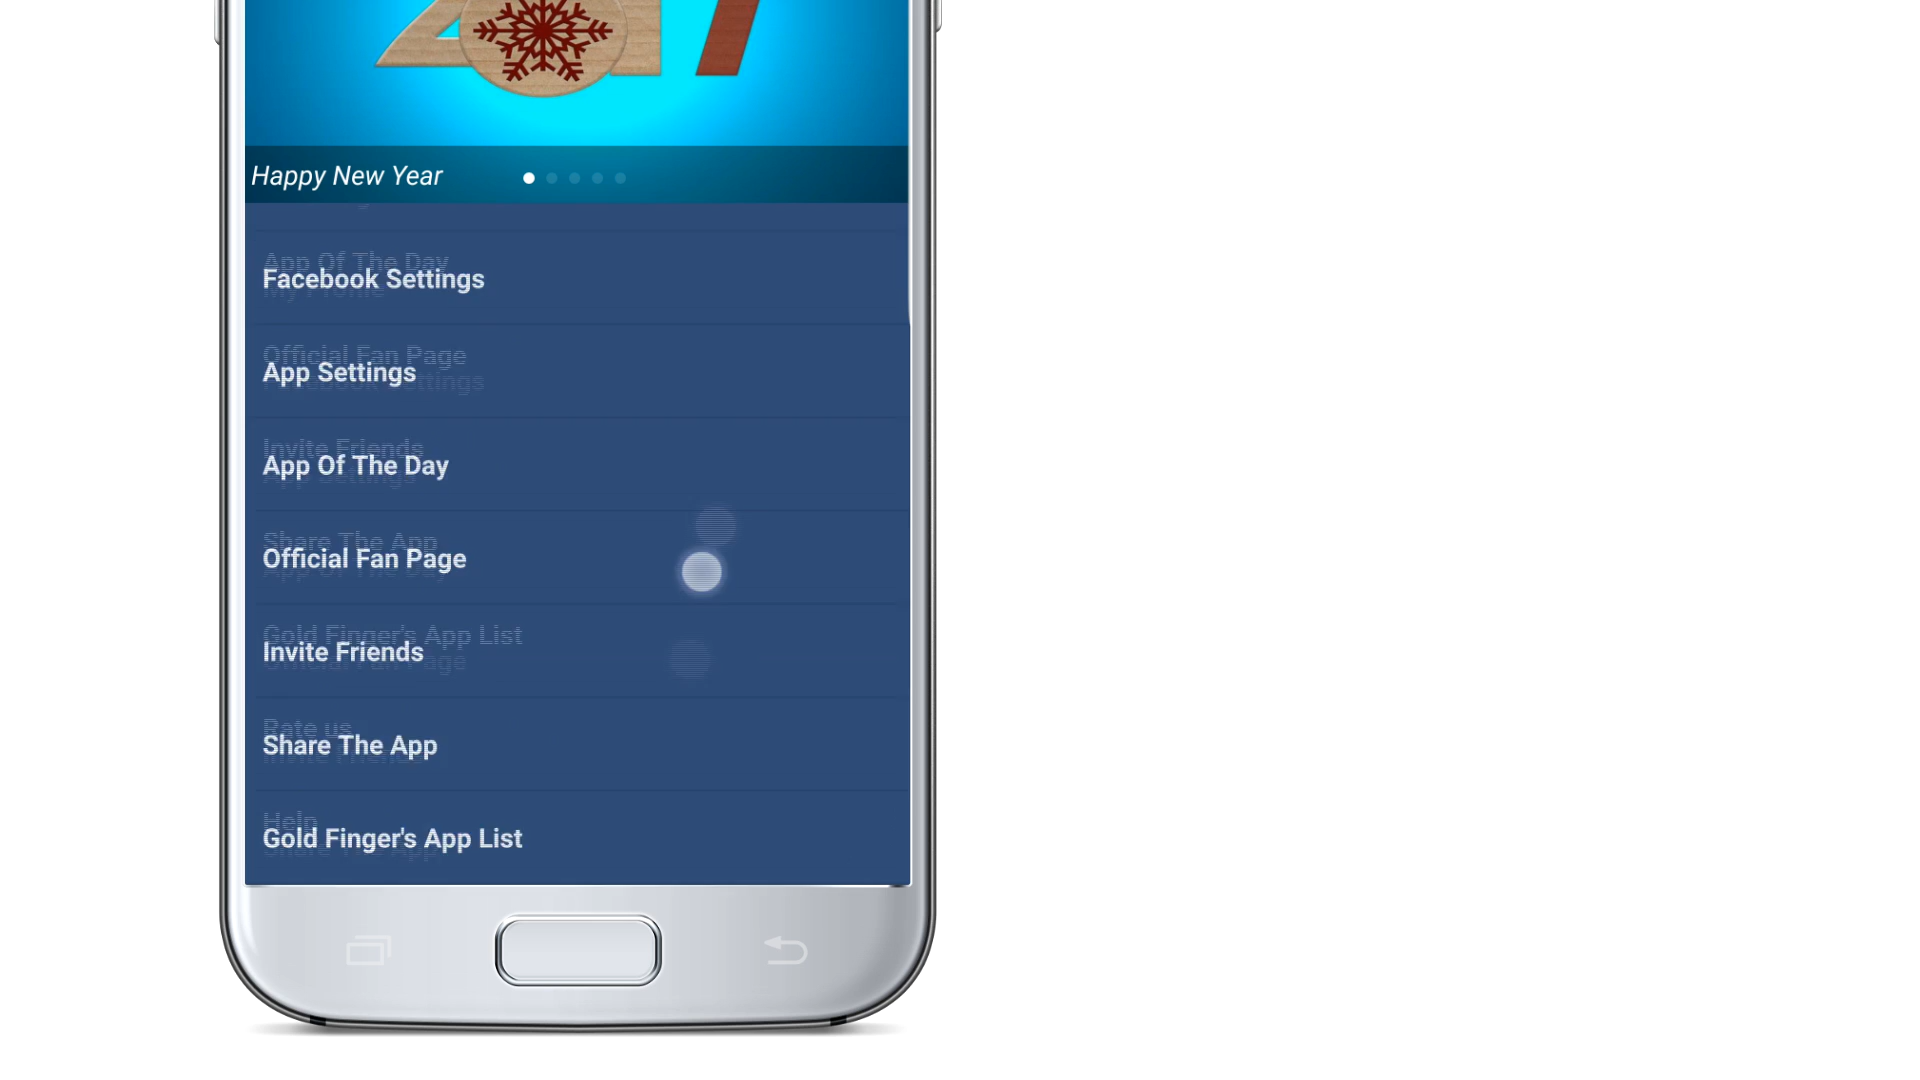 Happy New Year
Facebook Settings
App Settings
App Of The Day
Official Fan Page
Invite Friends
Share The App
Gold Finger's App List